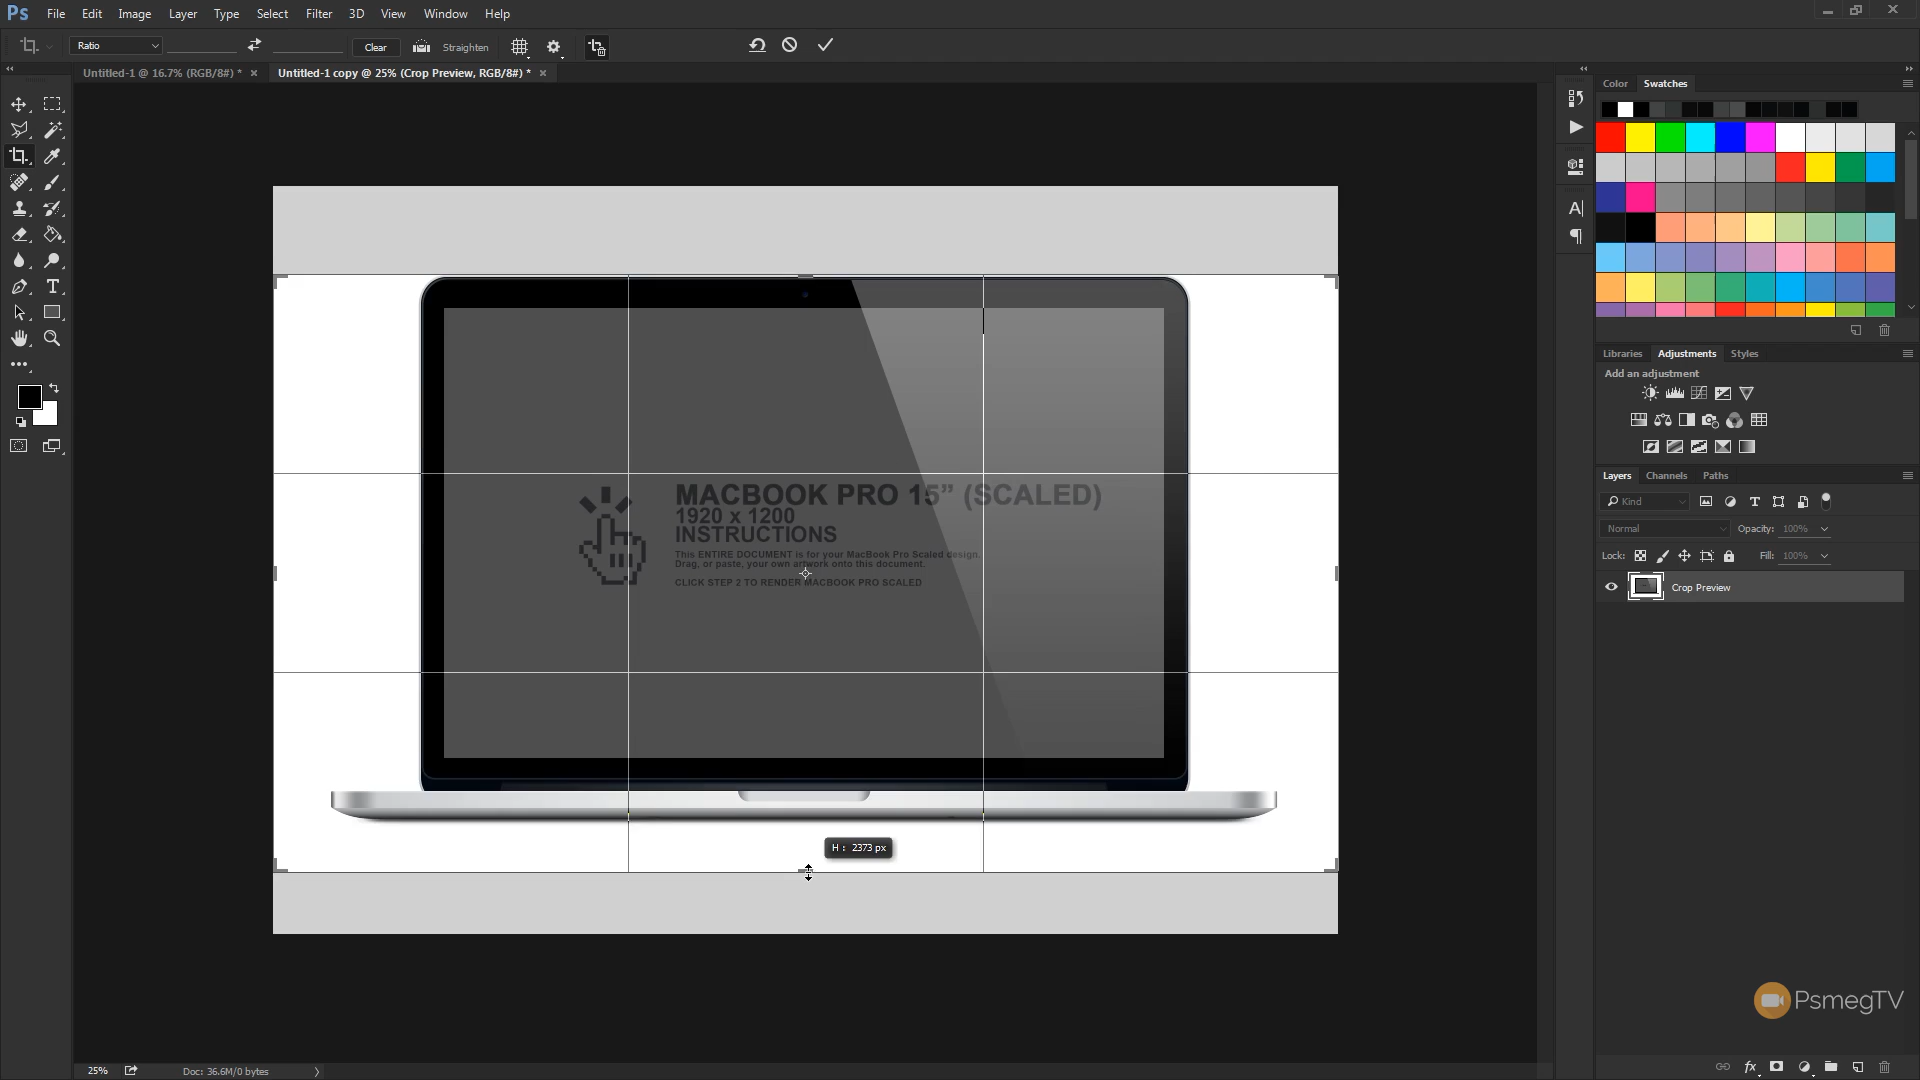 Ps File Edit Image Layer Type Select Filter 3D View Window Help
Ratio Clear Straighten
Untitled-1 @ 16.7% (RGB/8#) * × Untitled-1 copy @ 25% (Crop Preview, RGB/8#) * ×
Color Swatches
MACBOOK PRO 15” (SCALED)
1920 x 1200
INSTRUCTIONS
This ENTIRE DOCUMENT is for your MacBook Pro Scaled design.
Drag, or paste, your own artwork onto this document.
CLICK STEP 2 TO RENDER MACBOOK PRO SCALED
H : 2373 px
Libraries Adjustments Styles
Add an adjustment
Layers Channels Paths
Kind
Normal Opacity: 100%
Lock: Fill: 100%
Crop Preview
PsmegTV
25% Doc: 36.6M/0 bytes